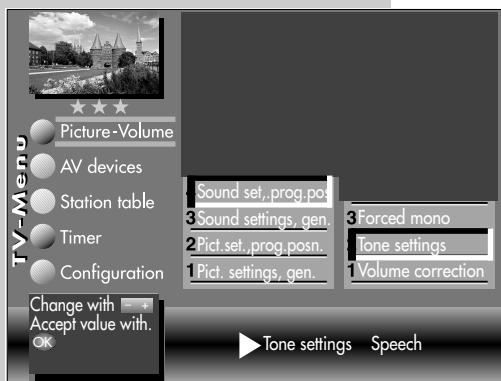 TV-Menu
Picture-Volume
AV devices
Station table
Timer
Configuration
Sound set,.prog.pos
3 Sound settings, gen.
2 Pict.set.,prog.posn.
1 Pict. settings, gen.
3 Forced mono
Tone settings
1 Volume correction
Change with - +
Accept value with.
OK
Tone settings Speech